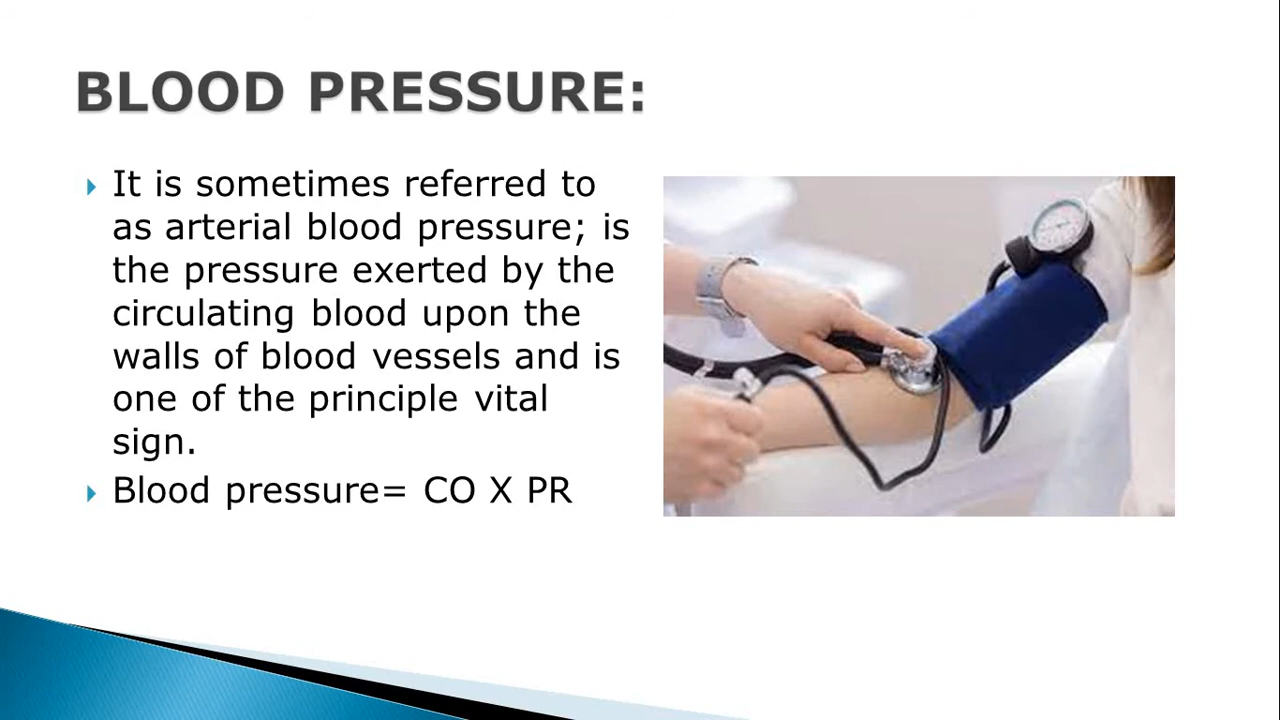 BLOOD PRESSURE:
It is sometimes referred to
as arterial blood pressure; is
the pressure exerted by the
circulating blood upon the
walls of blood vessels and is
one of the principle vital
sign.
Blood pressure= CO X PR